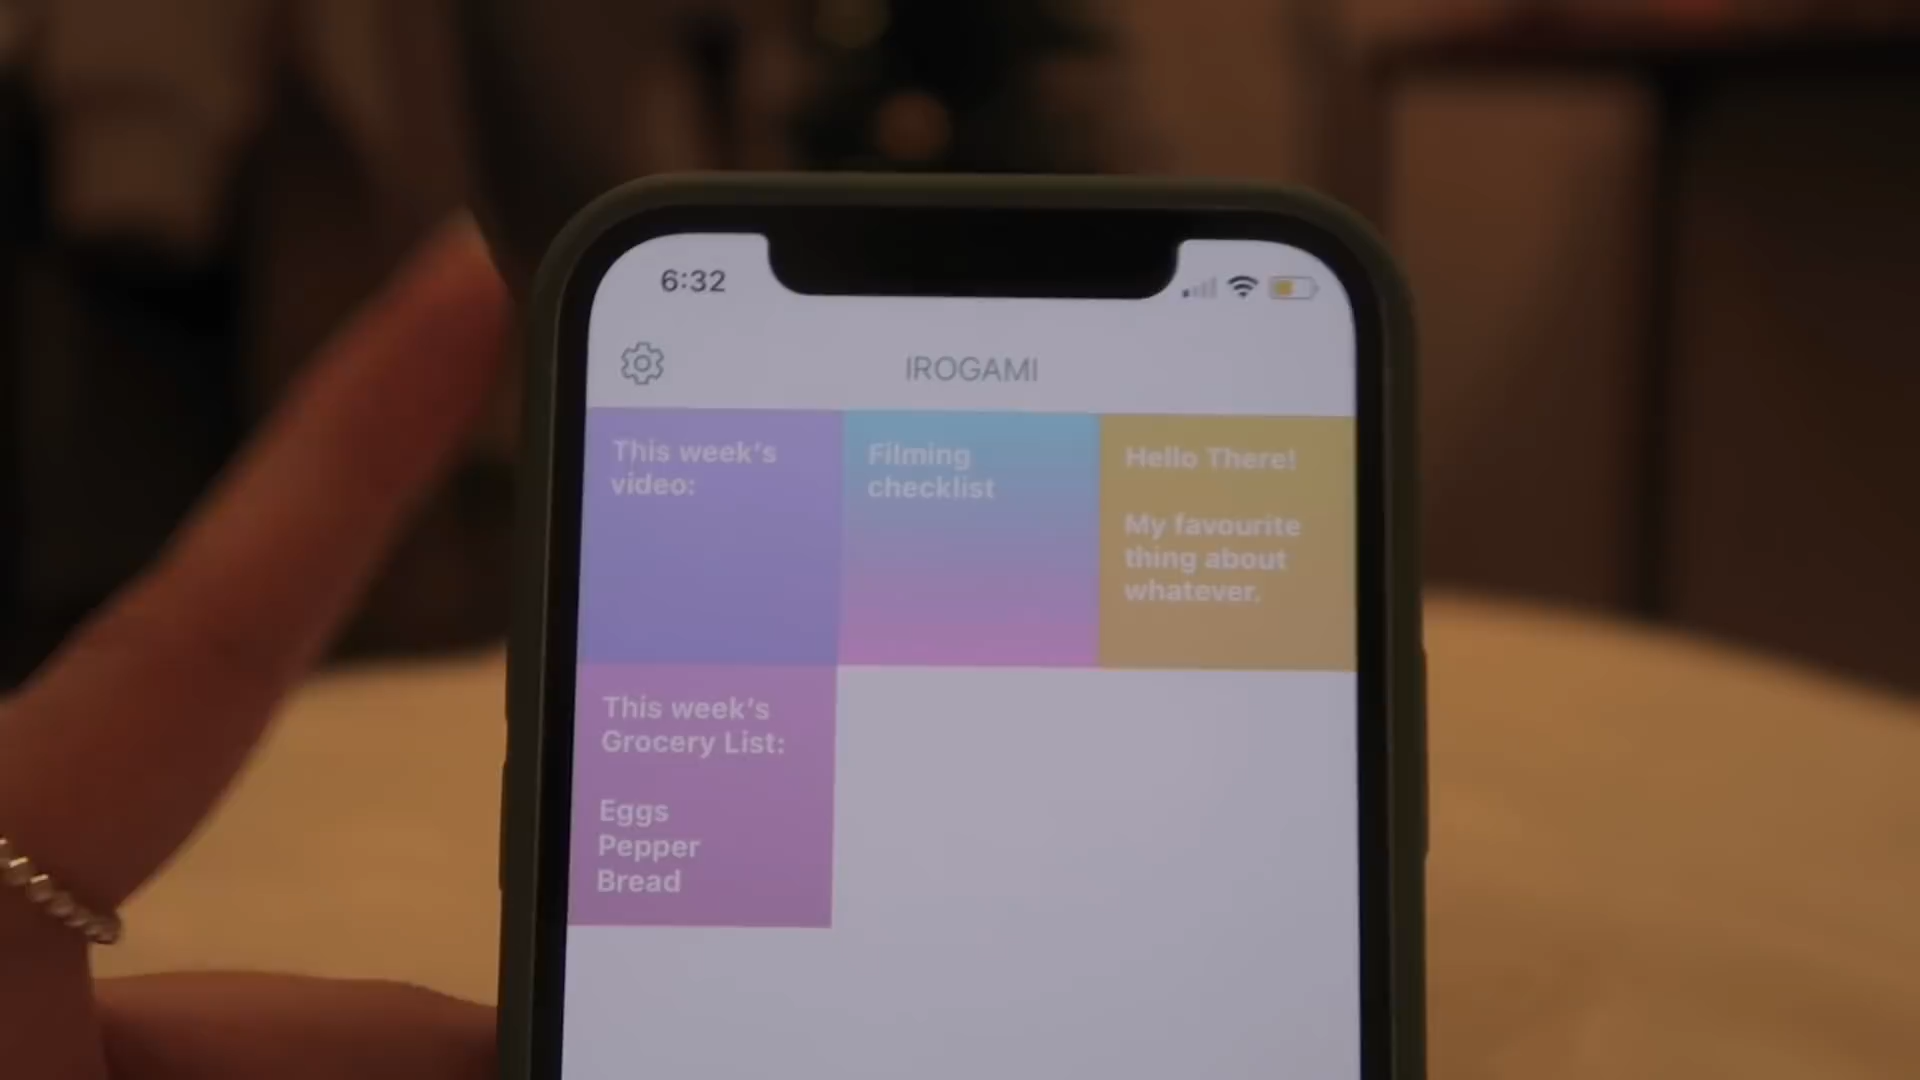 6:32
IROGAMI
This week's
video:
Filming
checklist
Hello There!
My favourite
thing about
whatever.
This week's
Grocery List:
Eggs
Pepper
Bread